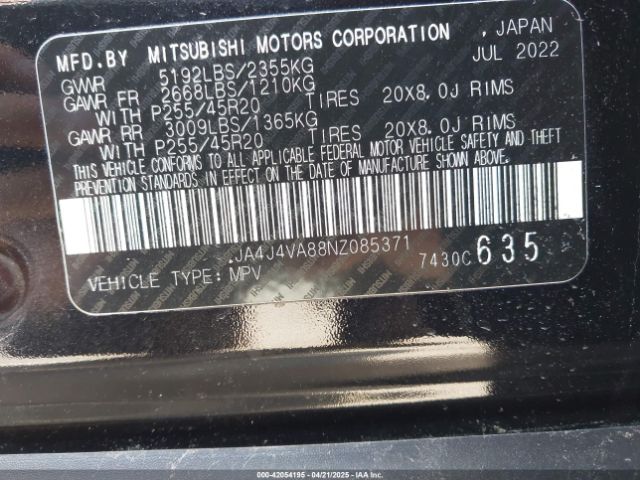 MFD.BY MITSUBISHI MOTORS CORPORATION , JAPAN
GVWR 5192LBS/2355KG JUL 2022
GAWR FR 2668LBS/1210KG
WITH P255/45R20 TIRES 20X8.0J RIMS
GAWR RR 3009LBS/1365KG
WITH P255/45R20 TIRES 20X8.0J RIMS
THIS VEHICLE CONFORMS TO ALL APPLICABLE FEDERAL MOTOR VEHICLE SAFETY AND THEFT
PREVENTION STANDARDS IN EFFECT ON THE DATE OF MANUFACTURE SHOWN ABOVE.
JA4J4VA88NZ085371 7430C 635
VEHICLE TYPE: MPV
000-42054195 04/21/2025 IAA Inc.